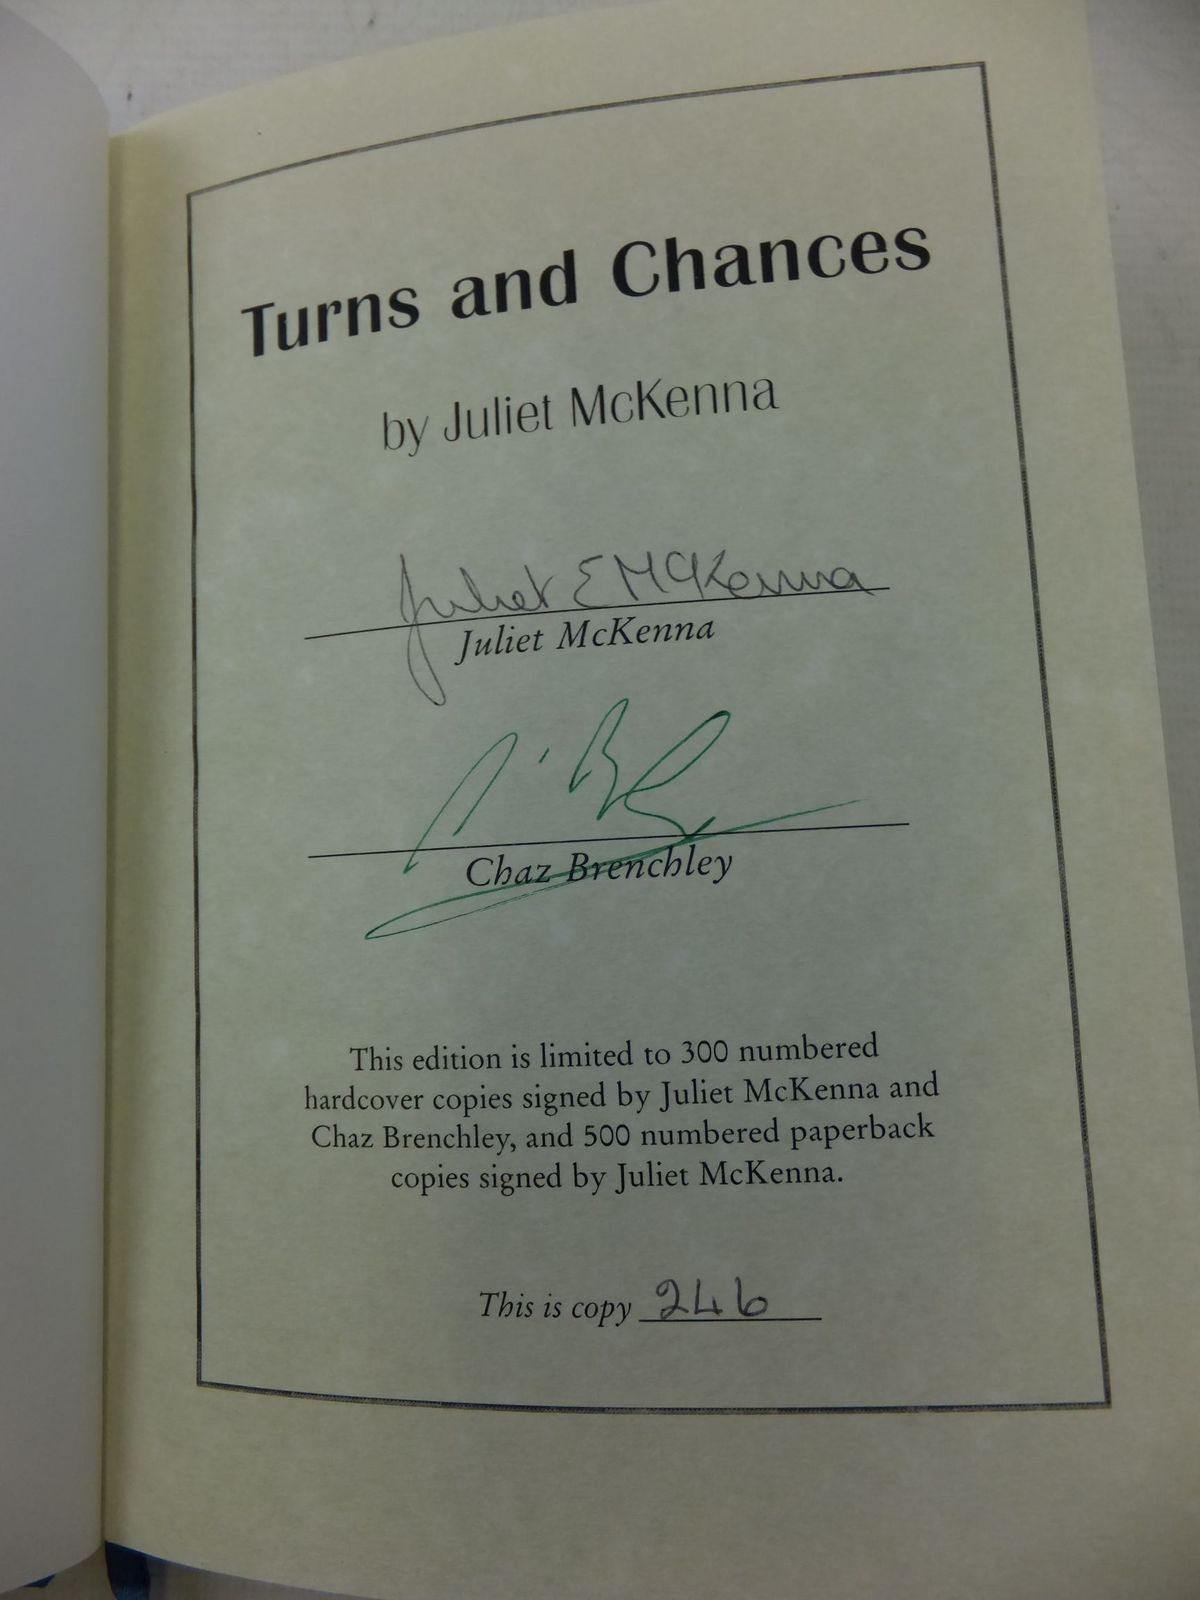 Turns and Chances
by Juliet McKenna
Juliet E McKenna
Juliet McKenna
Chaz Brenchley
This edition is limited to 300 numbered
hardcover copies signed by Juliet McKenna and
Chaz Brenchley, and 500 numbered paperback
copies signed by Juliet McKenna.
This is copy 246